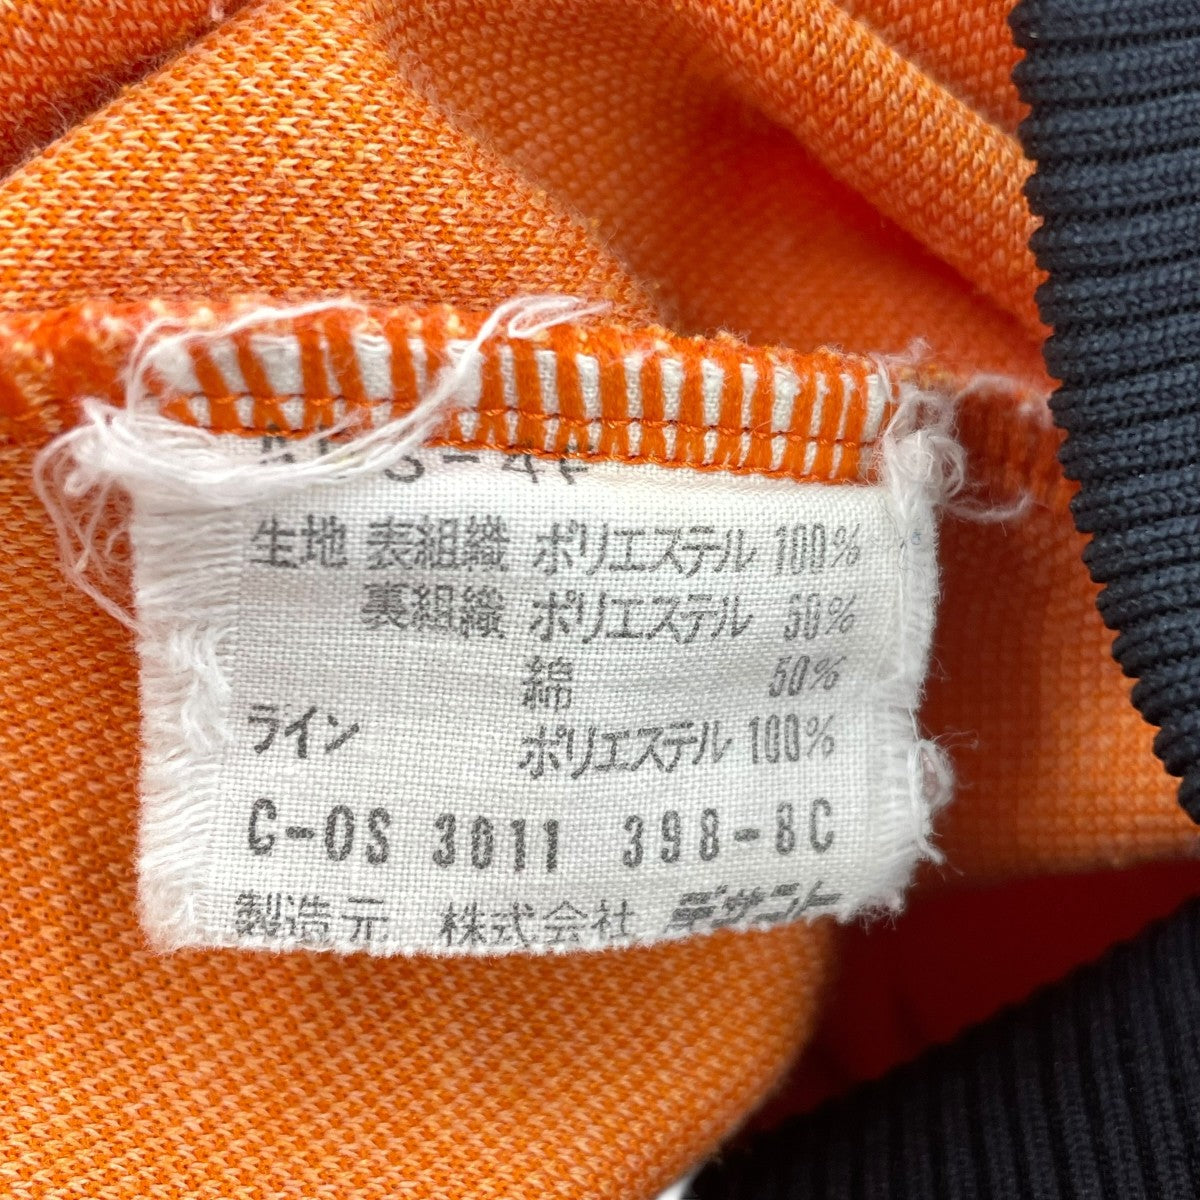 生地 表組織 ポリエステル 100%
裏組織 ポリエステル 50%
綿 50%
ライン ポリエステル 100%
C-OS 3011 398-8C
製造元 株式会社 デサント